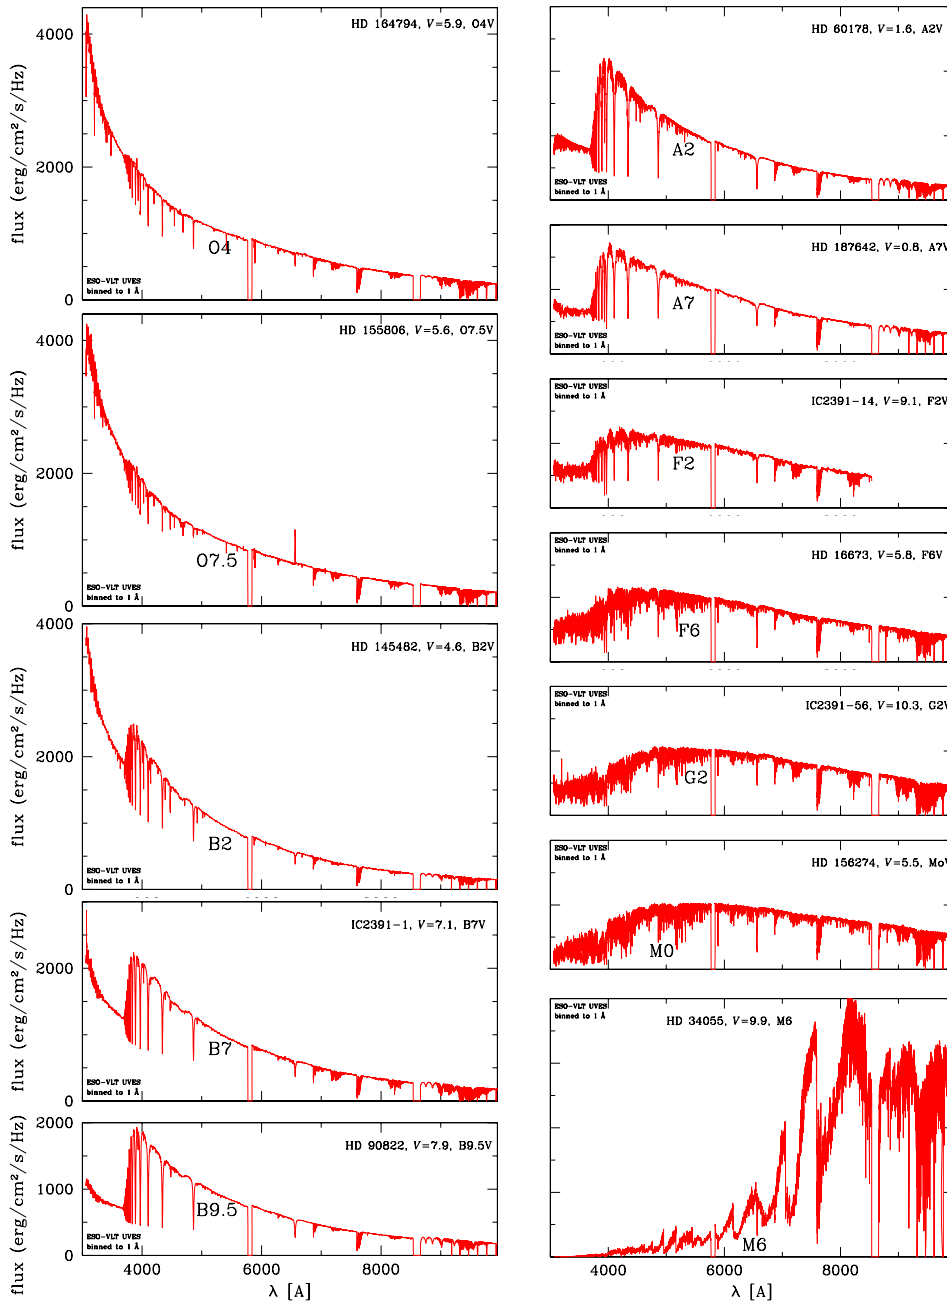 HD 164794, V=5.9, O4V
flux (erg/cm²/s/Hz)
4000
2000
0
O4
ESO-VLT UVES
binned to 1 Å
HD 155806, V=5.6, O7.5V
flux (erg/cm²/s/Hz)
4000
2000
0
O7.5
ESO-VLT UVES
binned to 1 Å
HD 145482, V=4.6, B2V
flux (erg/cm²/s/Hz)
4000
2000
0
B2
ESO-VLT UVES
binned to 1 Å
IC2391-1, V=7.1, B7V
flux (erg/cm²/s/Hz)
2000
1000
0
B7
ESO-VLT UVES
binned to 1 Å
HD 90822, V=7.9, B9.5V
flux (erg/cm²/s/Hz)
2000
1000
0
B9.5
ESO-VLT UVES
binned to 1 Å
4000 6000 8000
λ [A]
HD 60178, V=1.6, A2V
A2
ESO-VLT UVES
binned to 1 Å
HD 187642, V=0.8, A7V
A7
ESO-VLT UVES
binned to 1 Å
ESO-VLT UVES
binned to 1 Å
IC2391-14, V=9.1, F2V
F2
ESO-VLT UVES
binned to 1 Å
HD 16673, V=5.8, F6V
F6
ESO-VLT UVES
binned to 1 Å
IC2391-56, V=10.3, G2V
G2
ESO-VLT UVES
binned to 1 Å
HD 156274, V=5.5, MoV
M0
ESO-VLT UVES
binned to 1 Å
HD 34055, V=9.9, M6
M6
4000 6000 8000
λ [A]